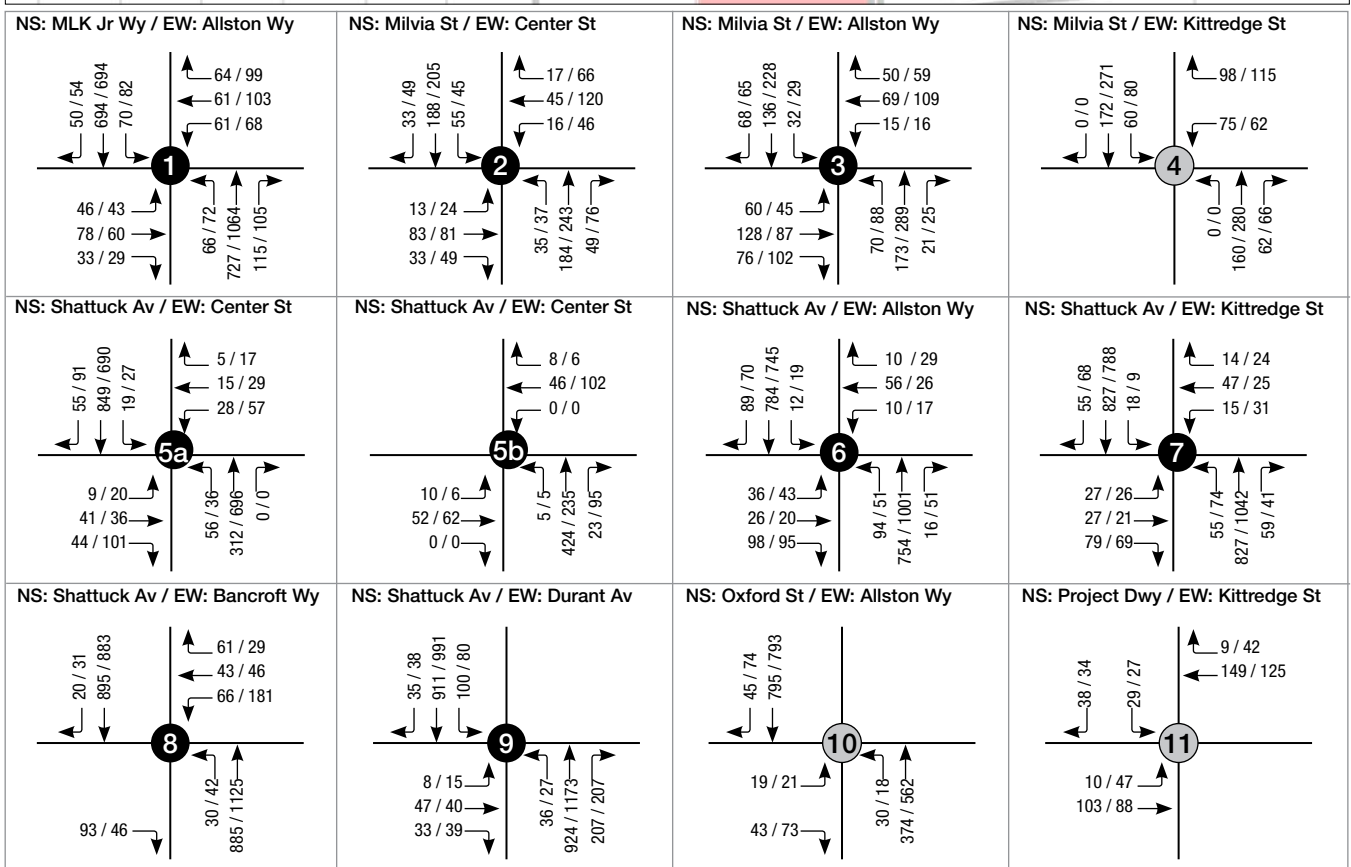 NS: MLK Jr Wy / EW: Allston Wy
50 / 54
694 / 694
70 / 82
64 / 99
61 / 103
61 / 68
1
46 / 43
78 / 60
33 / 29
66 / 72
727 / 1064
115 / 105
NS: Milvia St / EW: Center St
33 / 49
188 / 205
55 / 45
17 / 66
45 / 120
16 / 46
2
13 / 24
83 / 81
33 / 49
35 / 37
184 / 243
49 / 76
NS: Milvia St / EW: Allston Wy
68 / 65
136 / 228
32 / 29
50 / 59
69 / 109
15 / 16
3
60 / 45
128 / 87
76 / 102
70 / 88
173 / 289
21 / 25
NS: Milvia St / EW: Kittredge St
0 / 0
172 / 271
60 / 80
98 / 115
75 / 62
4
0 / 0
160 / 280
62 / 66
NS: Shattuck Av / EW: Center St
55 / 91
849 / 690
19 / 27
5 / 17
15 / 29
28 / 57
5a
9 / 20
41 / 36
44 / 101
56 / 36
312 / 696
0 / 0
NS: Shattuck Av / EW: Center St
8 / 6
46 / 102
0 / 0
5b
10 / 6
52 / 62
0 / 0
5 / 5
424 / 235
23 / 95
NS: Shattuck Av / EW: Allston Wy
89 / 70
784 / 745
12 / 19
10 / 29
56 / 26
10 / 17
6
36 / 43
26 / 20
98 / 95
94 / 51
754 / 1001
16 / 51
NS: Shattuck Av / EW: Kittredge St
55 / 68
827 / 788
18 / 9
14 / 24
47 / 25
15 / 31
7
27 / 26
27 / 21
79 / 69
55 / 74
827 / 1042
59 / 41
NS: Shattuck Av / EW: Bancroft Wy
20 / 31
895 / 883
61 / 29
43 / 46
66 / 181
8
93 / 46
30 / 42
885 / 1125
NS: Shattuck Av / EW: Durant Av
35 / 38
911 / 991
100 / 80
9
8 / 15
47 / 40
33 / 39
36 / 27
924 / 1173
207 / 207
NS: Oxford St / EW: Allston Wy
45 / 74
795 / 793
10
19 / 21
43 / 73
30 / 18
374 / 562
NS: Project Dwy / EW: Kittredge St
38 / 34
29 / 27
9 / 42
149 / 125
11
10 / 47
103 / 88